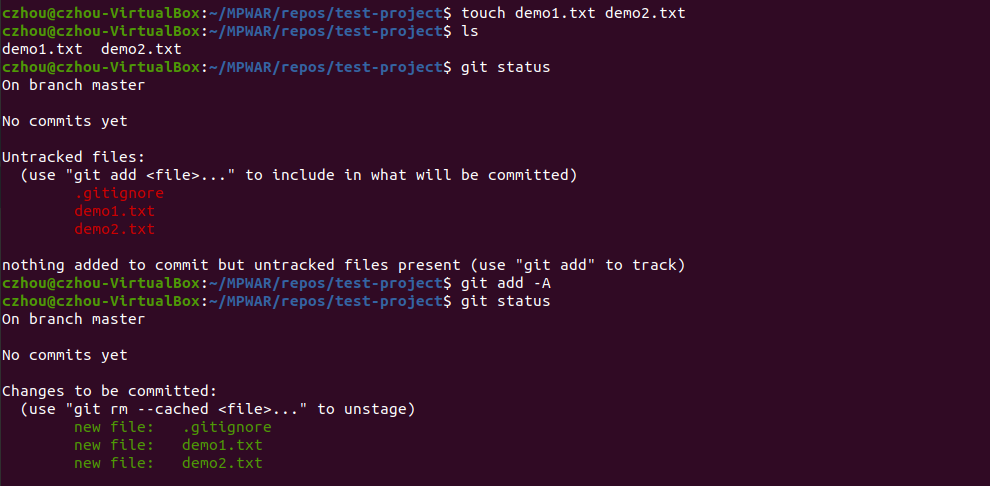 czhou@czhou-VirtualBox:~/MPWAR/repos/test-project$ touch demo1.txt demo2.txt
czhou@czhou-VirtualBox:~/MPWAR/repos/test-project$ ls
demo1.txt  demo2.txt
czhou@czhou-VirtualBox:~/MPWAR/repos/test-project$ git status
On branch master
No commits yet
Untracked files:
  (use "git add <file>..." to include in what will be committed)
        .gitignore
        demo1.txt
        demo2.txt
nothing added to commit but untracked files present (use "git add" to track)
czhou@czhou-VirtualBox:~/MPWAR/repos/test-project$ git add -A
czhou@czhou-VirtualBox:~/MPWAR/repos/test-project$ git status
On branch master
No commits yet
Changes to be committed:
  (use "git rm --cached <file>..." to unstage)
        new file:   .gitignore
        new file:   demo1.txt
        new file:   demo2.txt